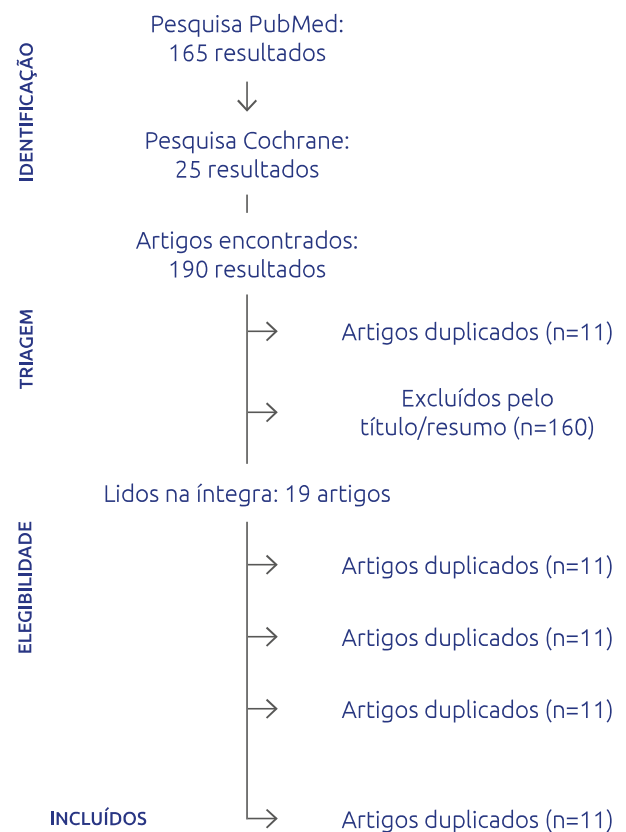 IDENTIFICAÇÃO
Pesquisa PubMed:
165 resultados
Pesquisa Cochrane:
25 resultados
Artigos encontrados:
190 resultados
TRIAGEM
Artigos duplicados (n=11)
Excluídos pelo
título/resumo (n=160)
Lidos na íntegra: 19 artigos
ELEGIBILIDADE
Artigos duplicados (n=11)
Artigos duplicados (n=11)
Artigos duplicados (n=11)
INCLUÍDOS
Artigos duplicados (n=11)